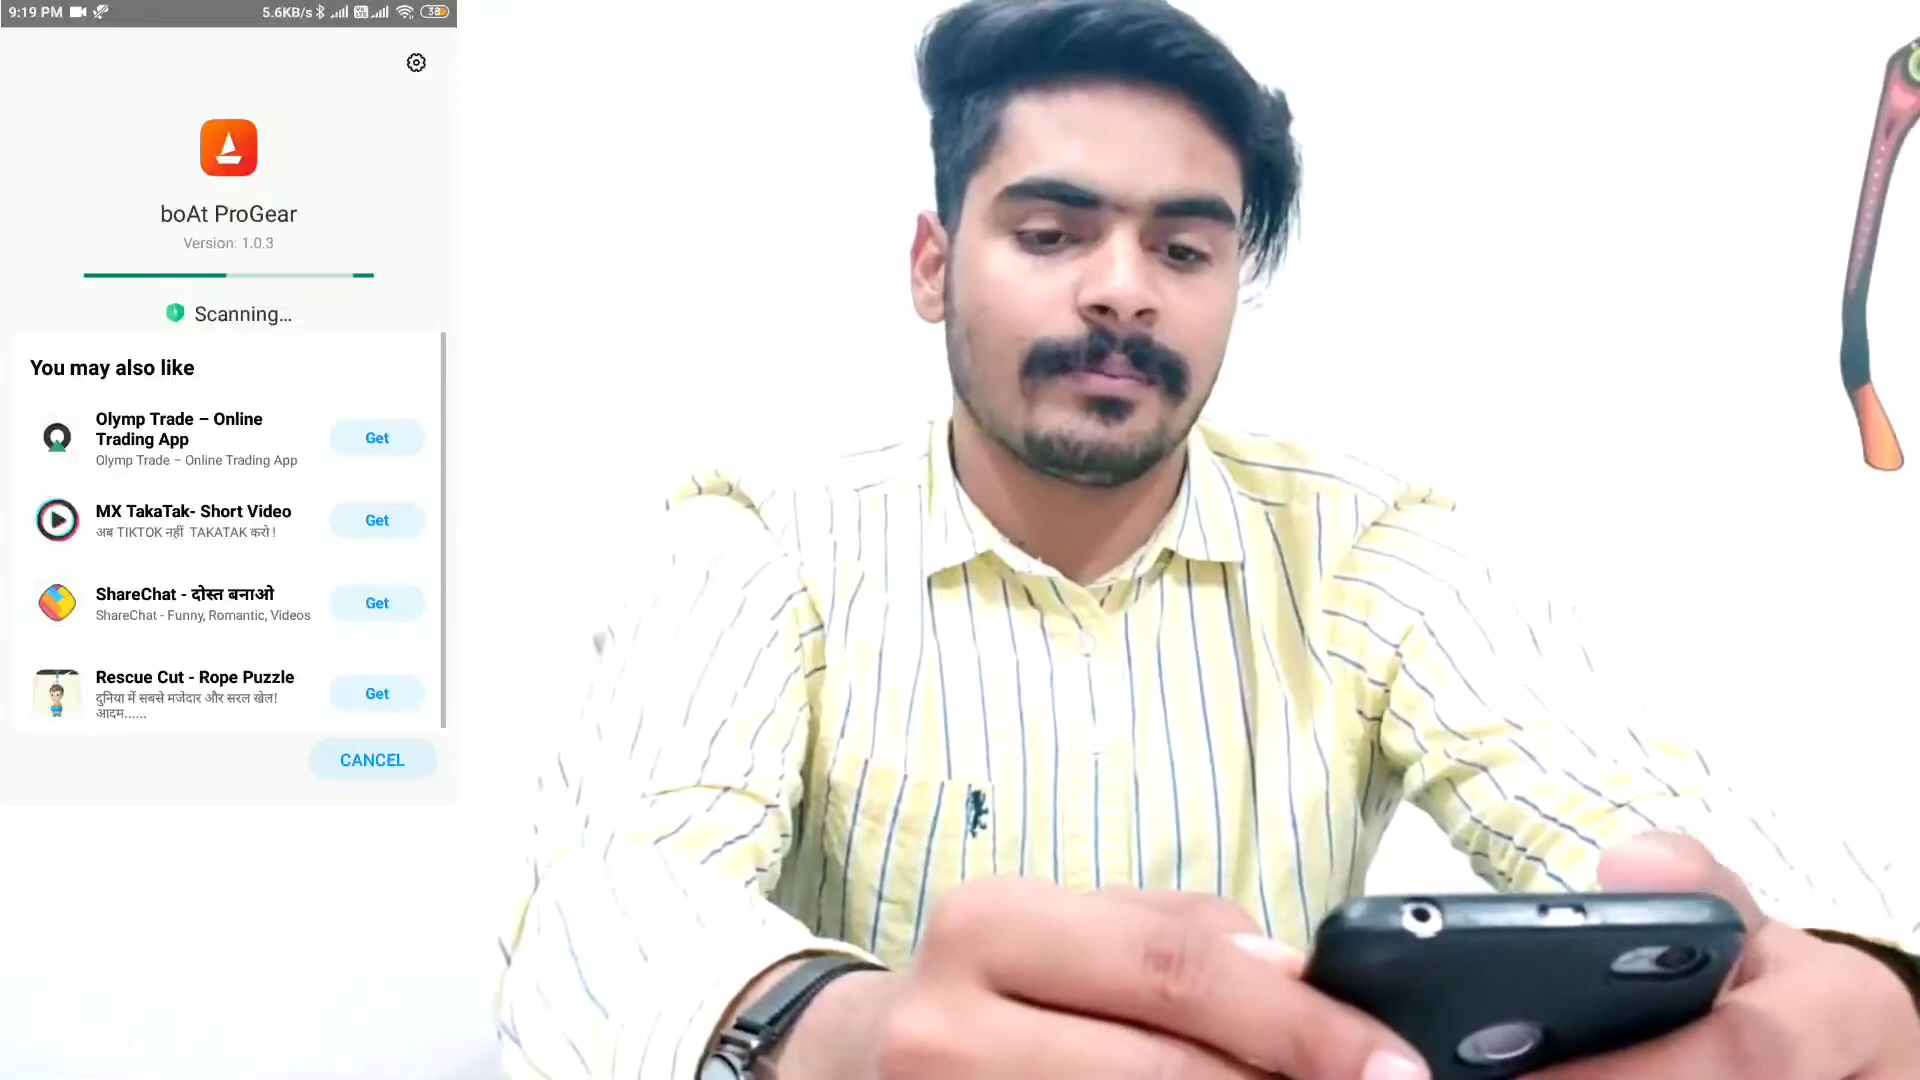 9:19 PM 5.6KB/s 38
boAt ProGear
Version: 1.0.3
Scanning...
You may also like
Olymp Trade – Online
Trading App
Olymp Trade – Online Trading App
Get
MX TakaTak- Short Video
अब TIKTOK नहीं TAKATAK करो !
Get
ShareChat - दोस्त बनाओ
ShareChat - Funny, Romantic, Videos
Get
Rescue Cut - Rope Puzzle
दुनिया में सबसे मजेदार और सरल खेल!
आदम......
Get
CANCEL